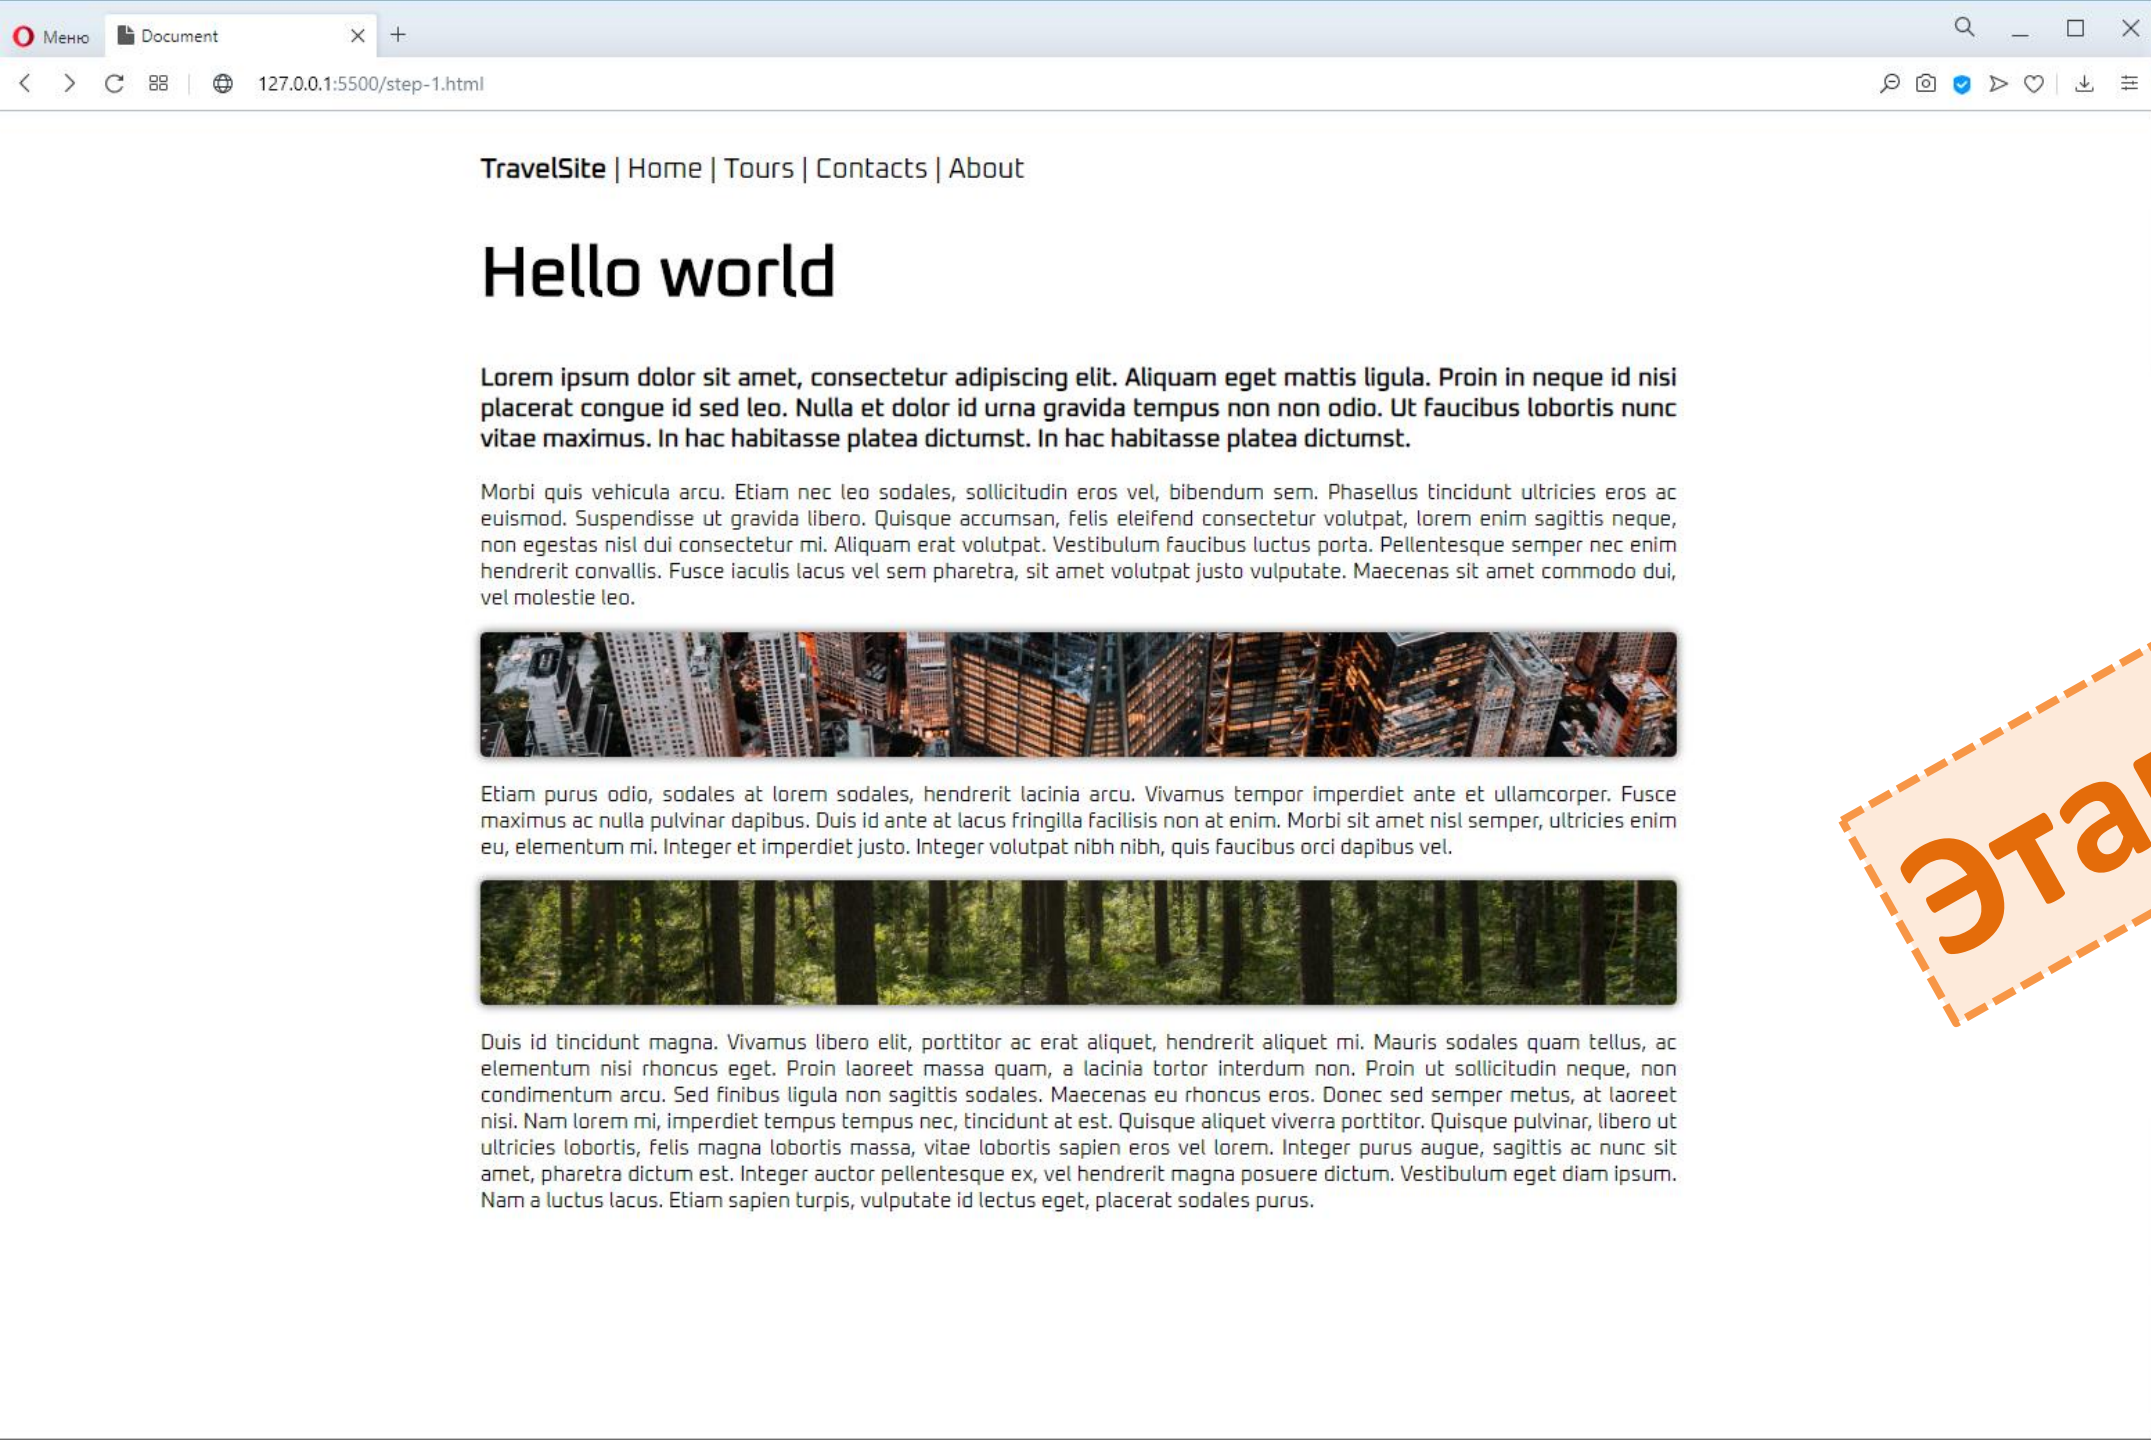 Меню
Document
127.0.0.1:5500/step-1.html
TravelSite | Home | Tours | Contacts | About
Hello world
Lorem ipsum dolor sit amet, consectetur adipiscing elit. Aliquam eget mattis ligula. Proin in neque id nisi
placerat congue id sed leo. Nulla et dolor id urna gravida tempus non non odio. Ut faucibus lobortis nunc
vitae maximus. In hac habitasse platea dictumst. In hac habitasse platea dictumst.
Morbi quis vehicula arcu. Etiam nec leo sodales, sollicitudin eros vel, bibendum sem. Phasellus tincidunt ultricies eros ac
euismod. Suspendisse ut gravida libero. Quisque accumsan, felis eleifend consectetur volutpat, lorem enim sagittis neque,
non egestas nisl dui consectetur mi. Aliquam erat volutpat. Vestibulum faucibus luctus porta. Pellentesque semper nec enim
hendrerit convallis. Fusce iaculis lacus vel sem pharetra, sit amet volutpat justo vulputate. Maecenas sit amet commodo dui,
vel molestie leo.
Etiam purus odio, sodales at lorem sodales, hendrerit lacinia arcu. Vivamus tempor imperdiet ante et ullamcorper. Fusce
maximus ac nulla pulvinar dapibus. Duis id ante at lacus fringilla facilisis non at enim. Morbi sit amet nisl semper, ultricies enim
eu, elementum mi. Integer et imperdiet justo. Integer volutpat nibh nibh, quis faucibus orci dapibus vel.
Duis id tincidunt magna. Vivamus libero elit, porttitor ac erat aliquet, hendrerit aliquet mi. Mauris sodales quam tellus, ac
elementum nisi rhoncus eget. Proin laoreet massa quam, a lacinia tortor interdum non. Proin ut sollicitudin neque, non
condimentum arcu. Sed finibus ligula non sagittis sodales. Maecenas eu rhoncus eros. Donec sed semper metus, at laoreet
nisi. Nam lorem mi, imperdiet tempus tempus nec, tincidunt at est. Quisque aliquet viverra porttitor. Quisque pulvinar, libero ut
ultricies lobortis, felis magna lobortis massa, vitae lobortis sapien eros vel lorem. Integer purus augue, sagittis ac nunc sit
amet, pharetra dictum est. Integer auctor pellentesque ex, vel hendrerit magna posuere dictum. Vestibulum eget diam ipsum.
Nam a luctus lacus. Etiam sapien turpis, vulputate id lectus eget, placerat sodales purus.